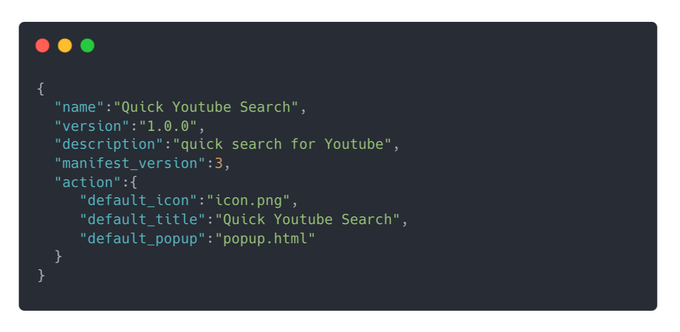 {
  "name":"Quick Youtube Search",
  "version":"1.0.0",
  "description":"quick search for Youtube",
  "manifest_version":3,
  "action":{
     "default_icon":"icon.png",
     "default_title":"Quick Youtube Search",
     "default_popup":"popup.html"
  }
}